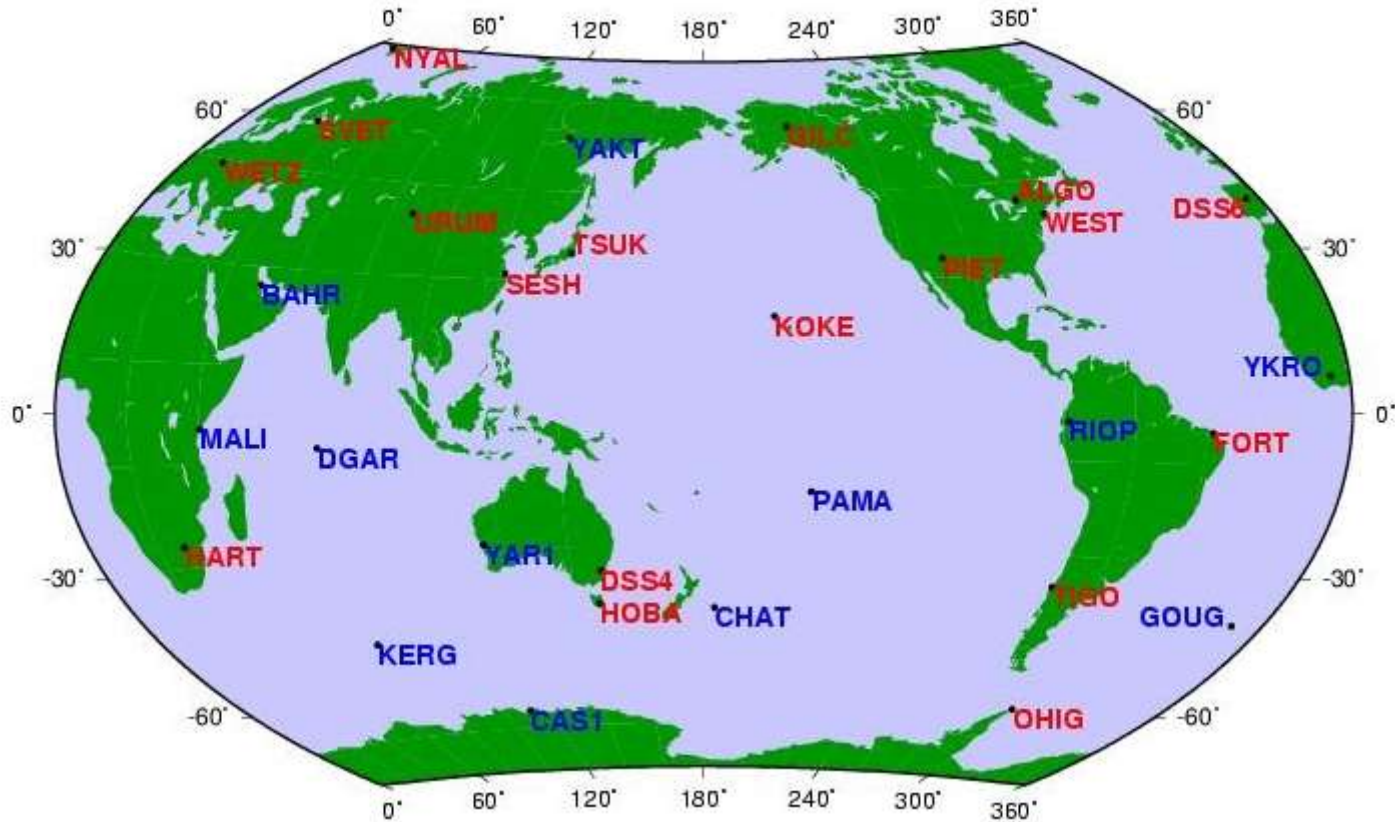 0° 60° 120° 180° 240° 300° 360°
NYAL
60° 60°
SVET YAKT GILC
WETZ ALGO
URUM WEST DSS6
30° TSUK 30°
BAHR SESH PIET
KOKE
YKRO
0° 0°
MALI RIOP FORT
DGAR
PAMA
HART YAR1
-30° DSS4 -30°
HOBA CHAT TIGO GOUG
KERG
-60° CAS1 OHIG -60°
0° 60° 120° 180° 240° 300° 360°